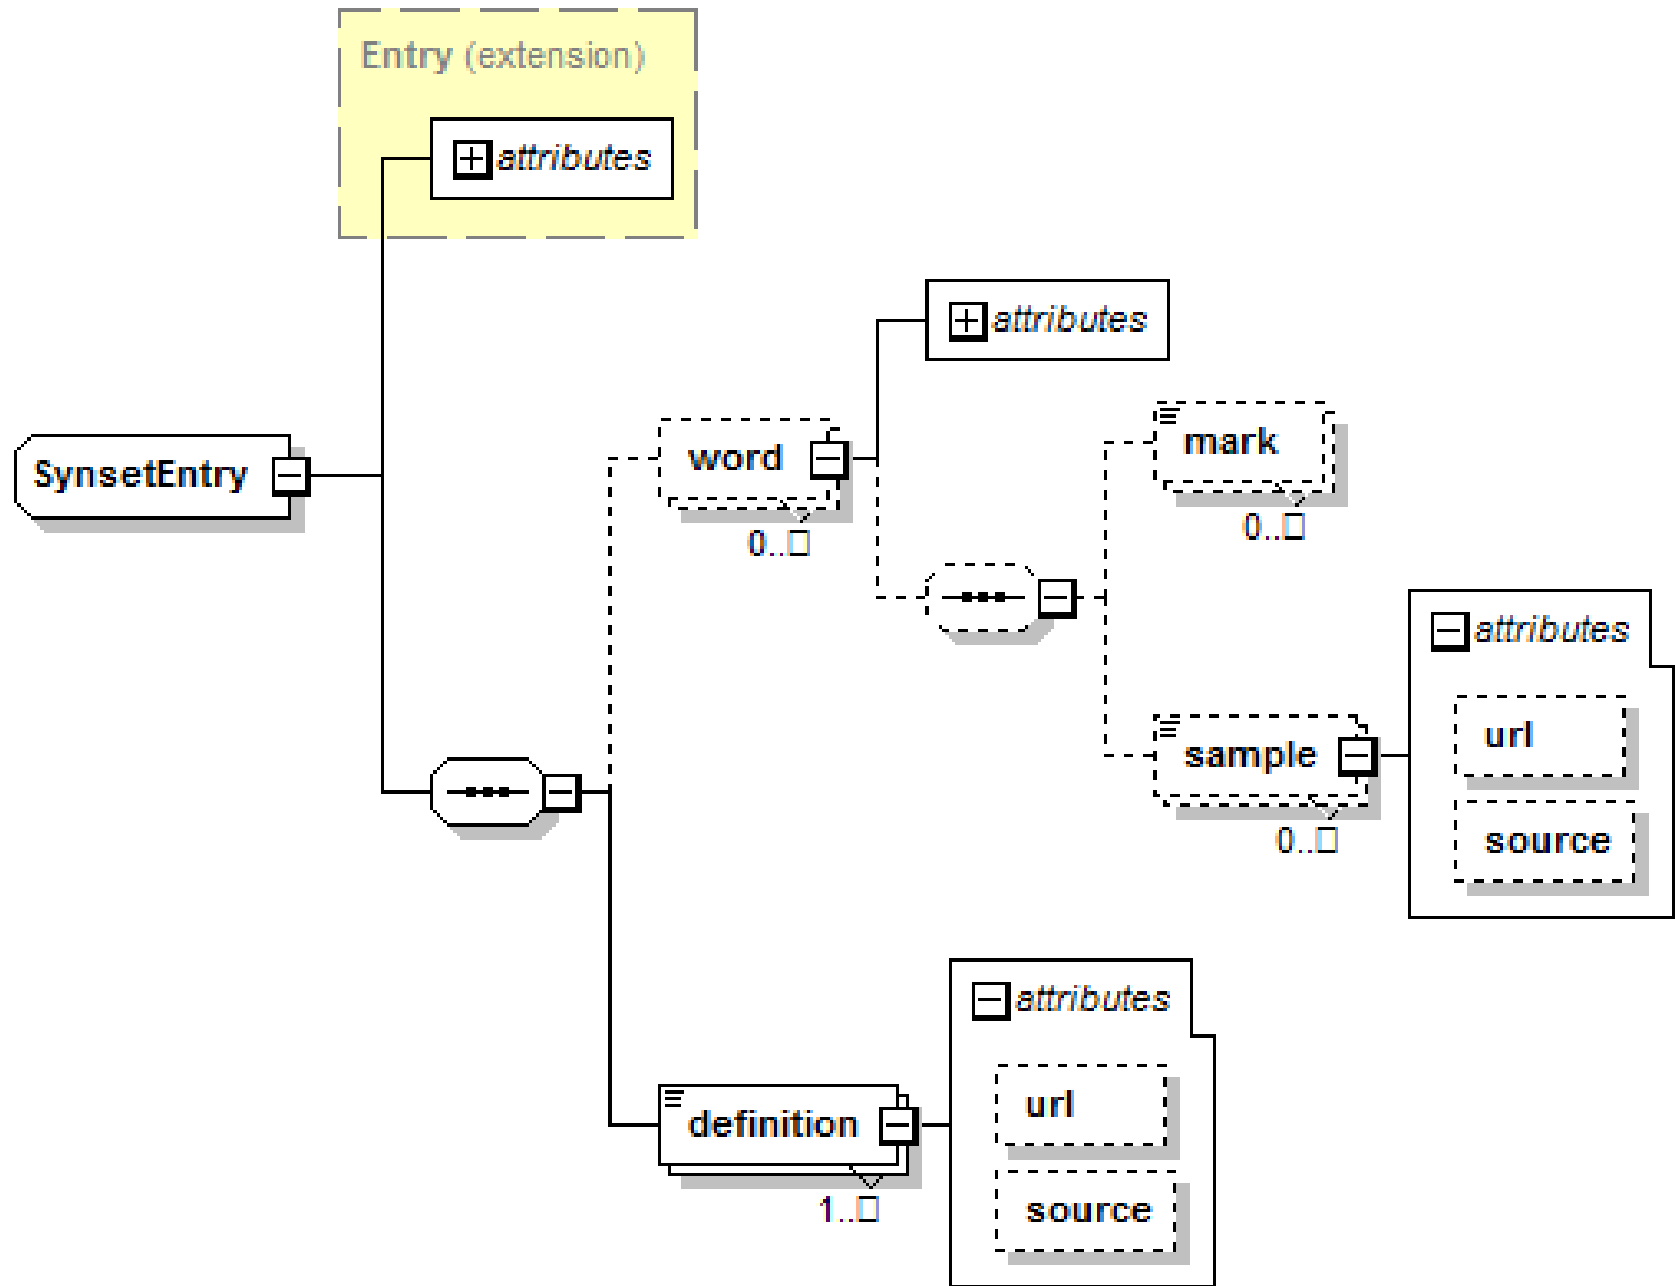 Entry (extension)
attributes
attributes
mark
word
SynsetEntry
0..□
0..□
attributes
url
sample
source
0..□
attributes
url
definition
source
1..□